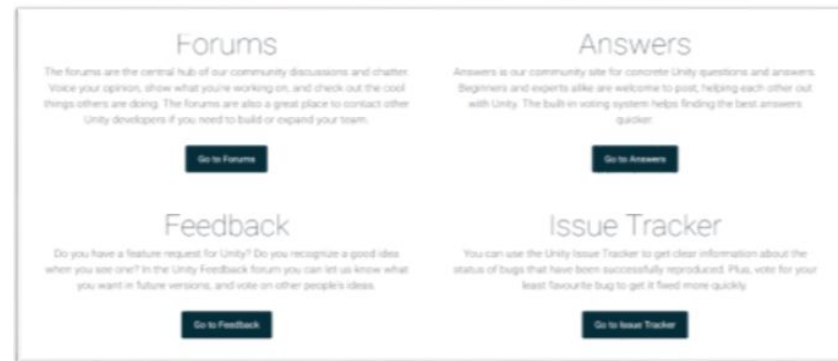 Forums
The forums are the central hub of our community discussions and chatter.
Voice your opinion, show what you're working on, and check out the cool
things others are doing. The forums are also a great place to contact other
Unity developers if you need to build or expand your team.
Go to Forums
Answers
Answers is our community site for concrete Unity questions and answers.
Beginners and experts alike are welcome to post, helping each other out
with Unity. The built-in voting system helps finding the best answers
quicker.
Go to Answers
Feedback
Do you have a feature request for Unity? Do you recognize a good idea
when you see one? In the Unity Feedback forum you can let us know what
you want in future versions, and vote on other people's ideas.
Go to Feedback
Issue Tracker
You can use the Unity Issue Tracker to get clear information about the
status of bugs that have been successfully reproduced. Plus, vote for your
least favourite bug to get it fixed more quickly.
Go to Issue Tracker